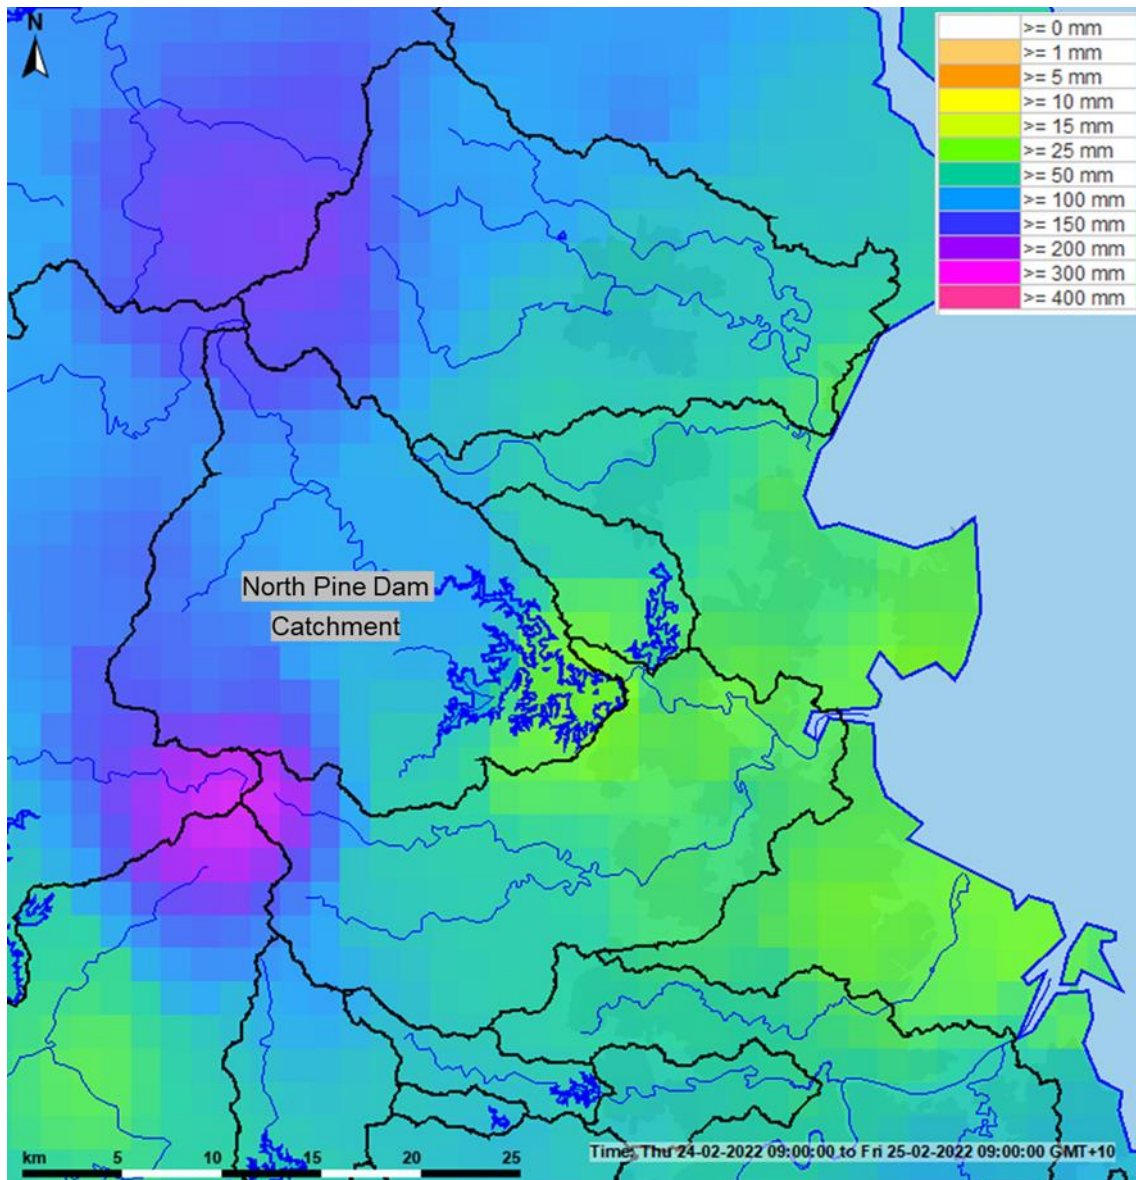 N
>= 0 mm
>= 1 mm
>= 5 mm
>= 10 mm
>= 15 mm
>= 25 mm
>= 50 mm
>= 100 mm
>= 150 mm
>= 200 mm
>= 300 mm
>= 400 mm
North Pine Dam
Catchment
km 5 10 15 20 25
Time: Thu 24-02-2022 09:00:00 to Fri 25-02-2022 09:00:00 GMT+10